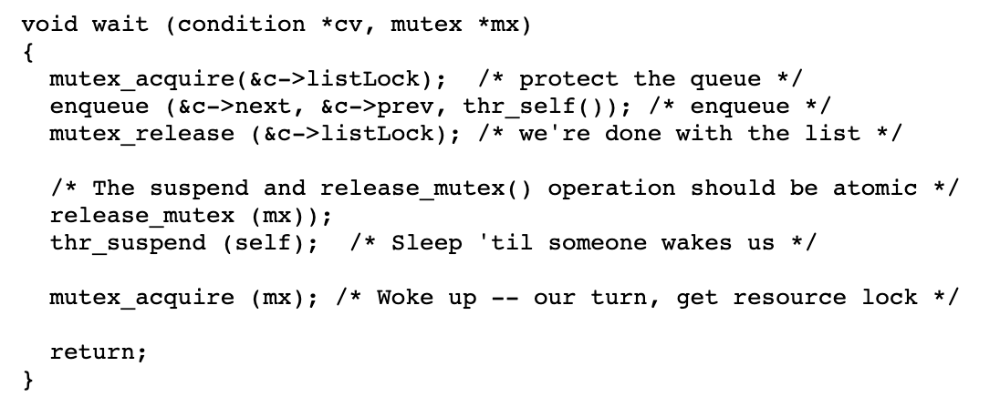 void wait (condition *cv, mutex *mx)
{
  mutex_acquire(&c->listLock);  /* protect the queue */
  enqueue (&c->next, &c->prev, thr_self()); /* enqueue */
  mutex_release (&c->listLock); /* we're done with the list */

  /* The suspend and release_mutex() operation should be atomic */
  release_mutex (mx));
  thr_suspend (self);  /* Sleep 'til someone wakes us */

  mutex_acquire (mx); /* Woke up -- our turn, get resource lock */

  return;
}